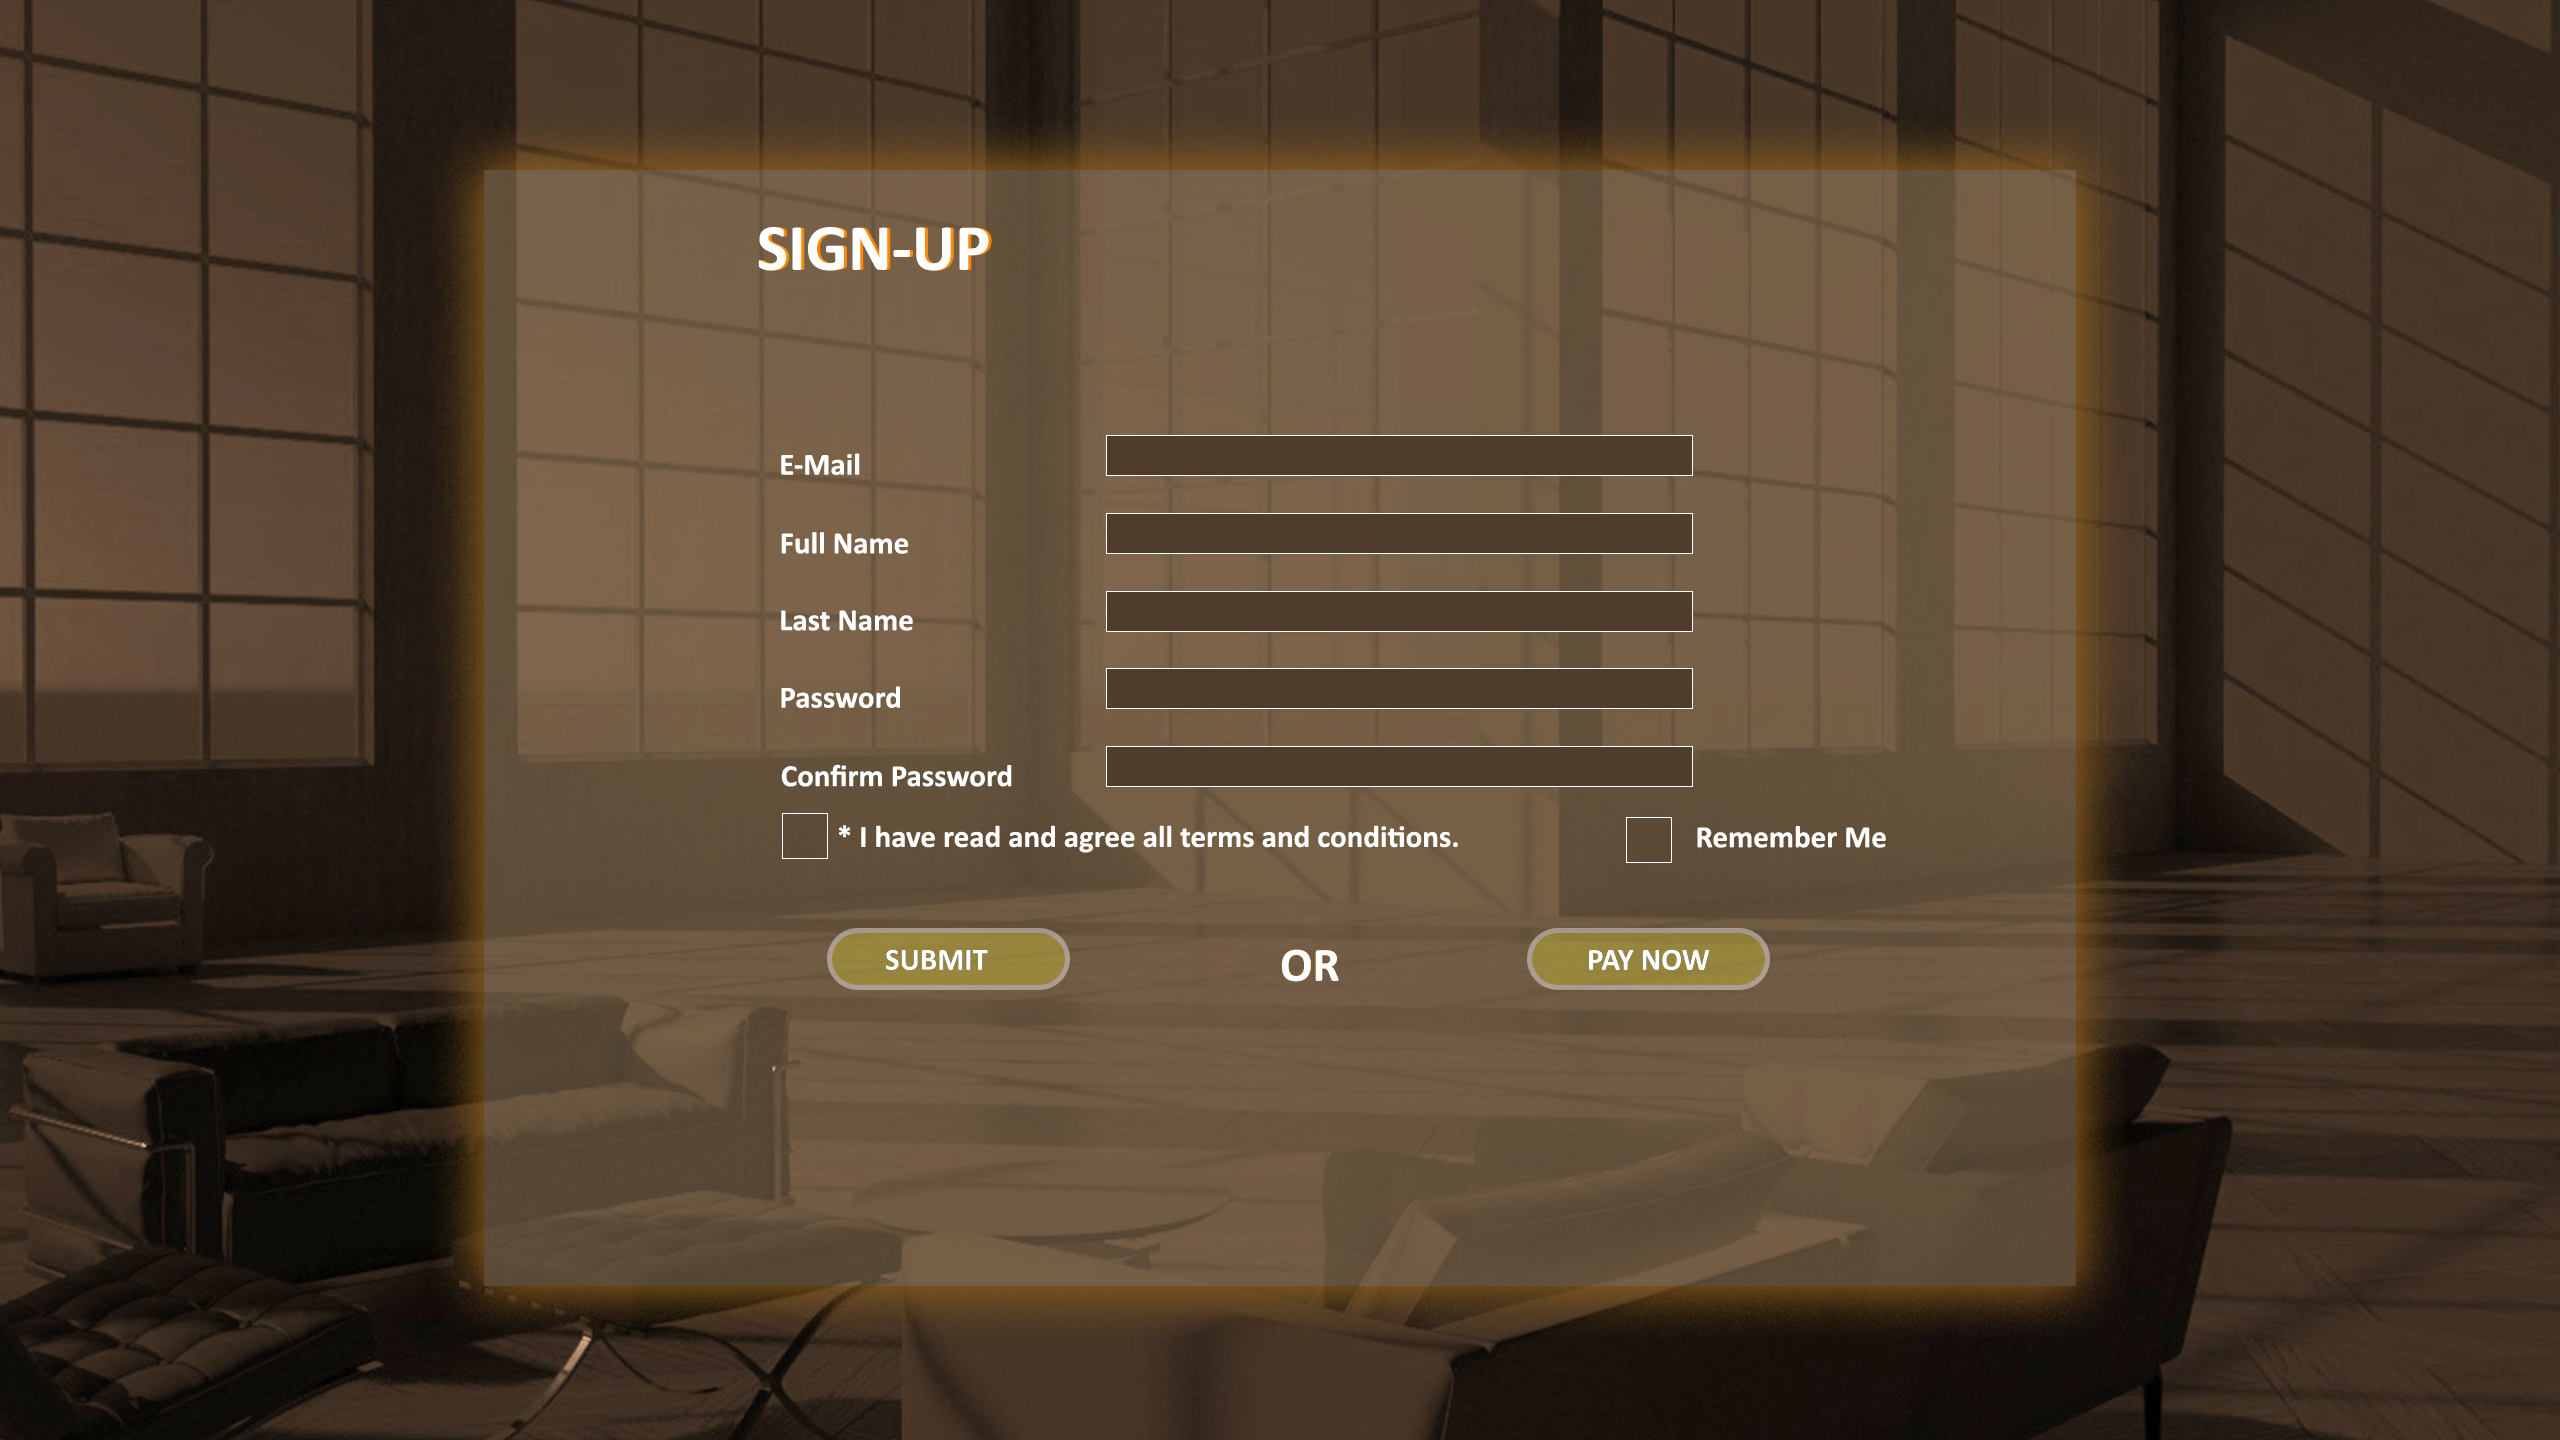 SIGN-UP
E-Mail
Full Name
Last Name
Password
Confirm Password
* I have read and agree all terms and conditions.
Remember Me
SUBMIT
OR
PAY NOW